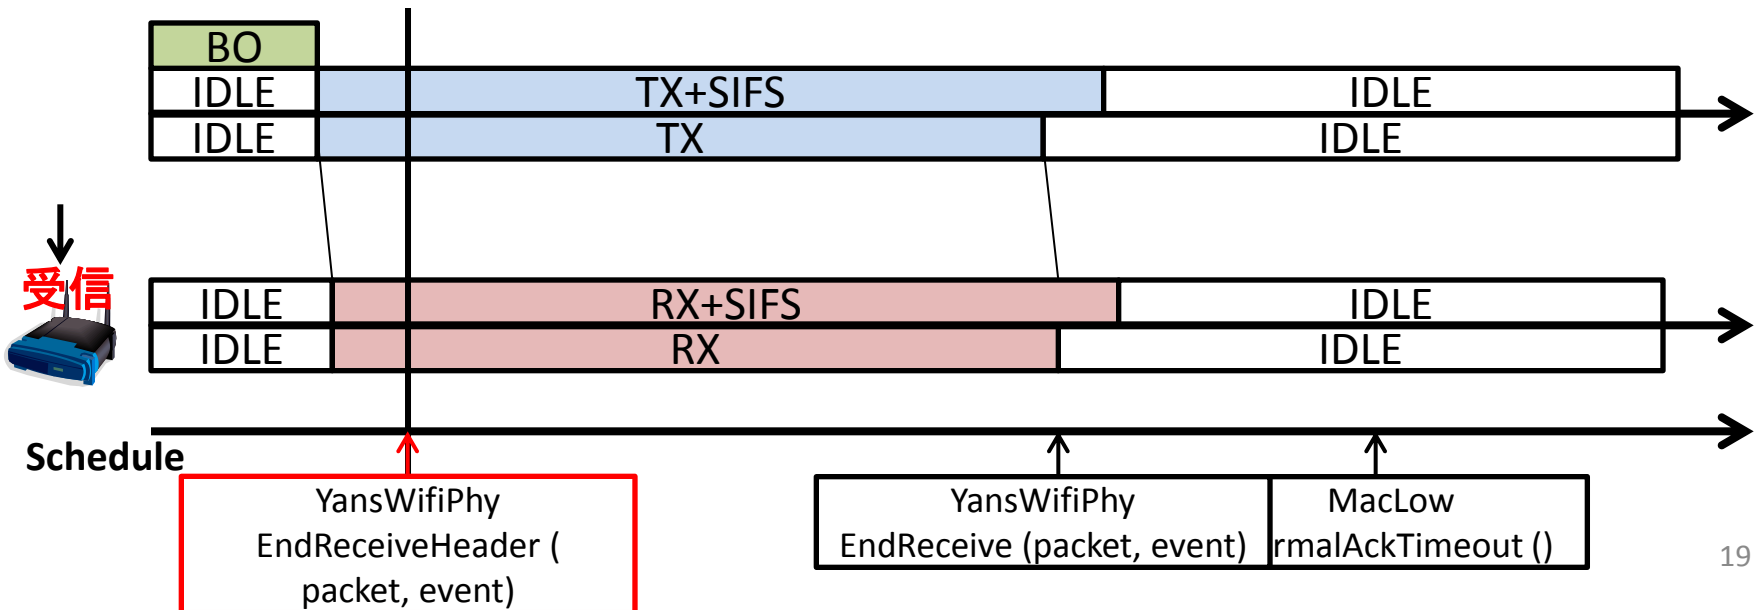 BO
IDLE TX+SIFS IDLE
IDLE TX IDLE
受信
IDLE RX+SIFS IDLE
IDLE RX IDLE
Schedule
YansWifiPhy
EndReceiveHeader (
packet, event)
YansWifiPhy
EndReceive (packet, event)
MacLow
rmalAckTimeout ()
19